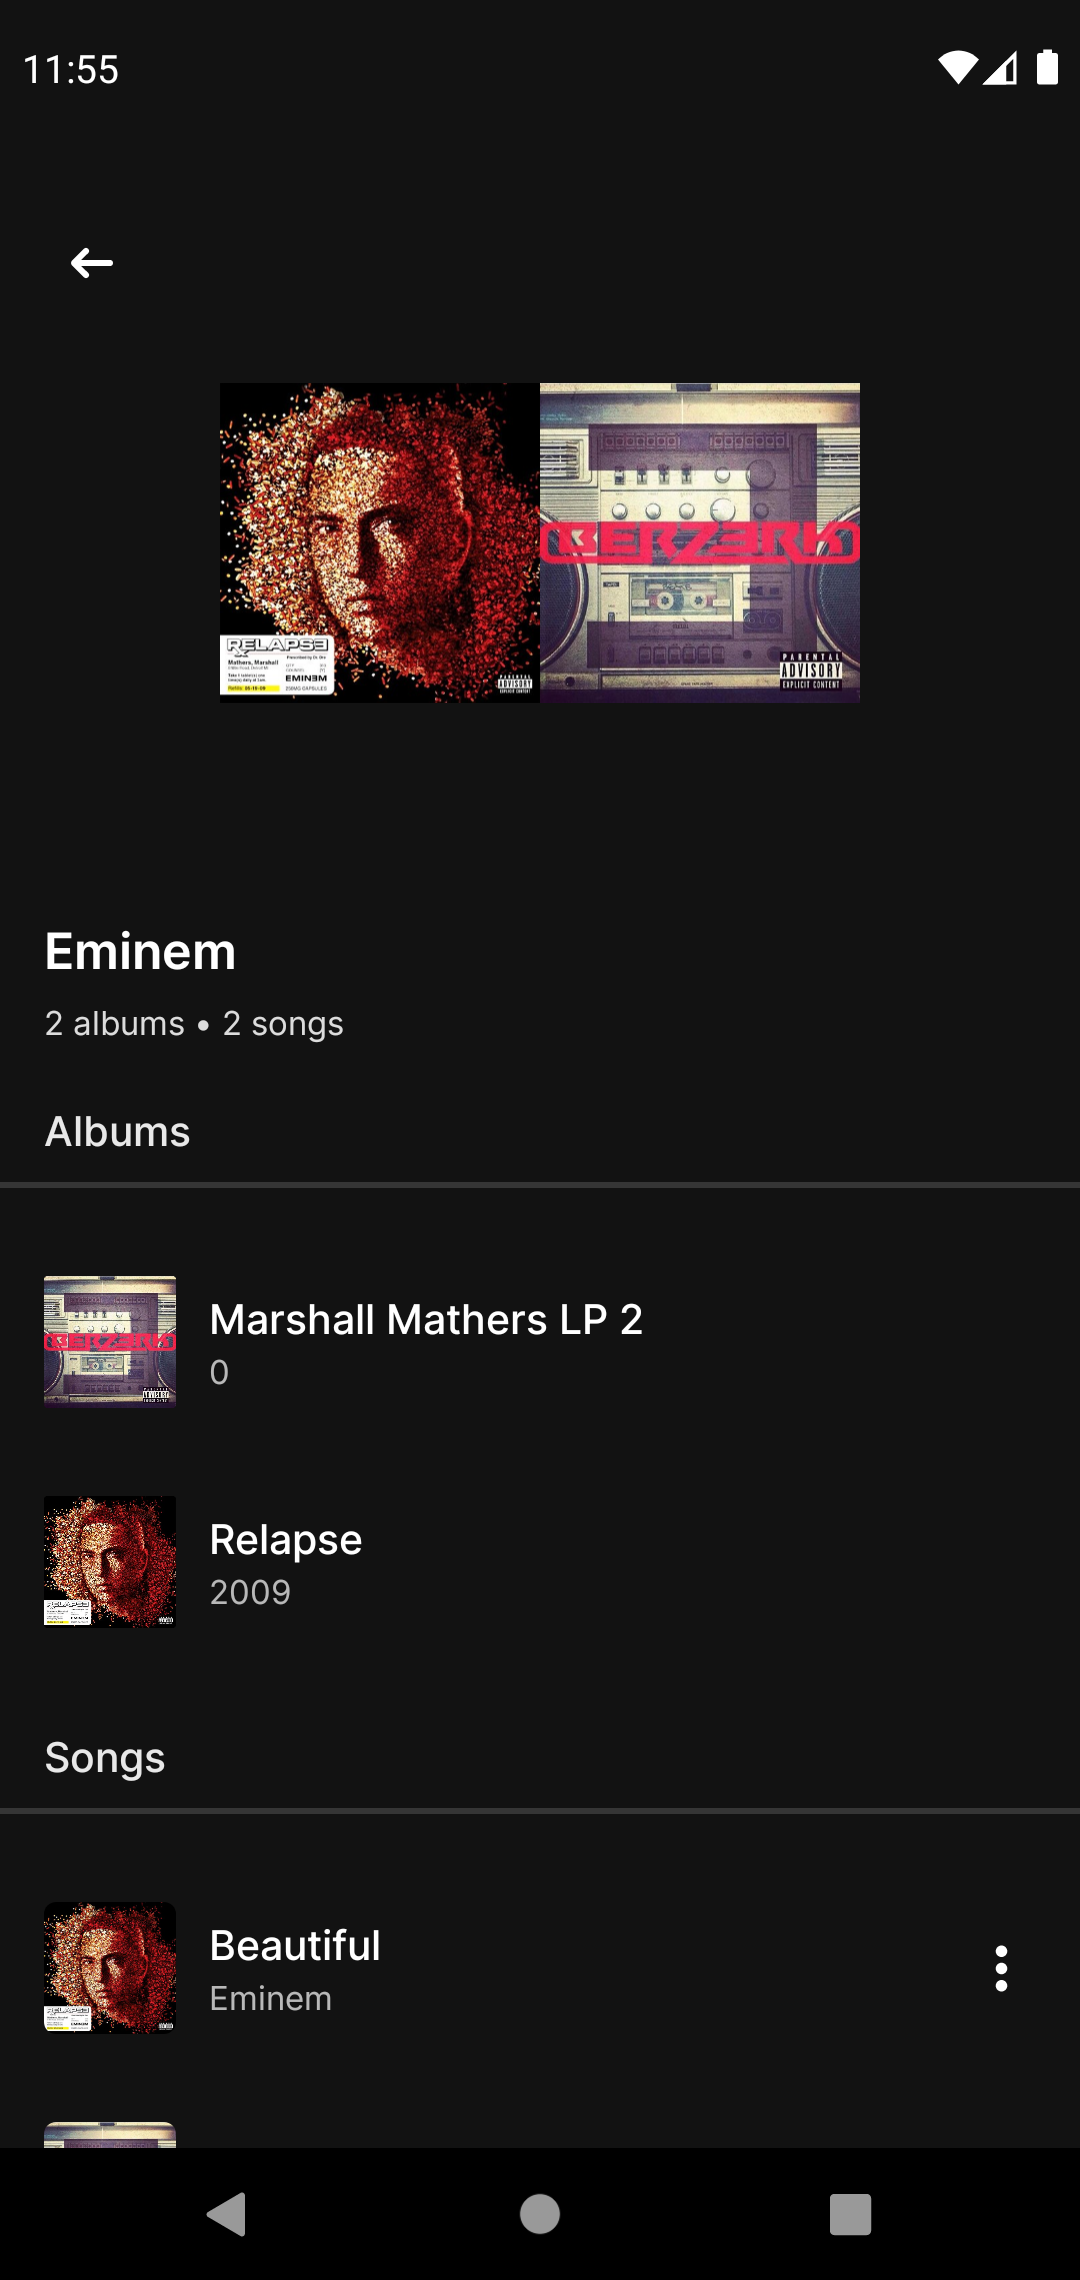 11:55
RELAPSE
Mathers, Marshall
EMINEM
BERZERK
PARENTAL
ADVISORY
EXPLICIT CONTENT
Eminem
2 albums • 2 songs
Albums
Marshall Mathers LP 2
0
Relapse
2009
Songs
Beautiful
Eminem